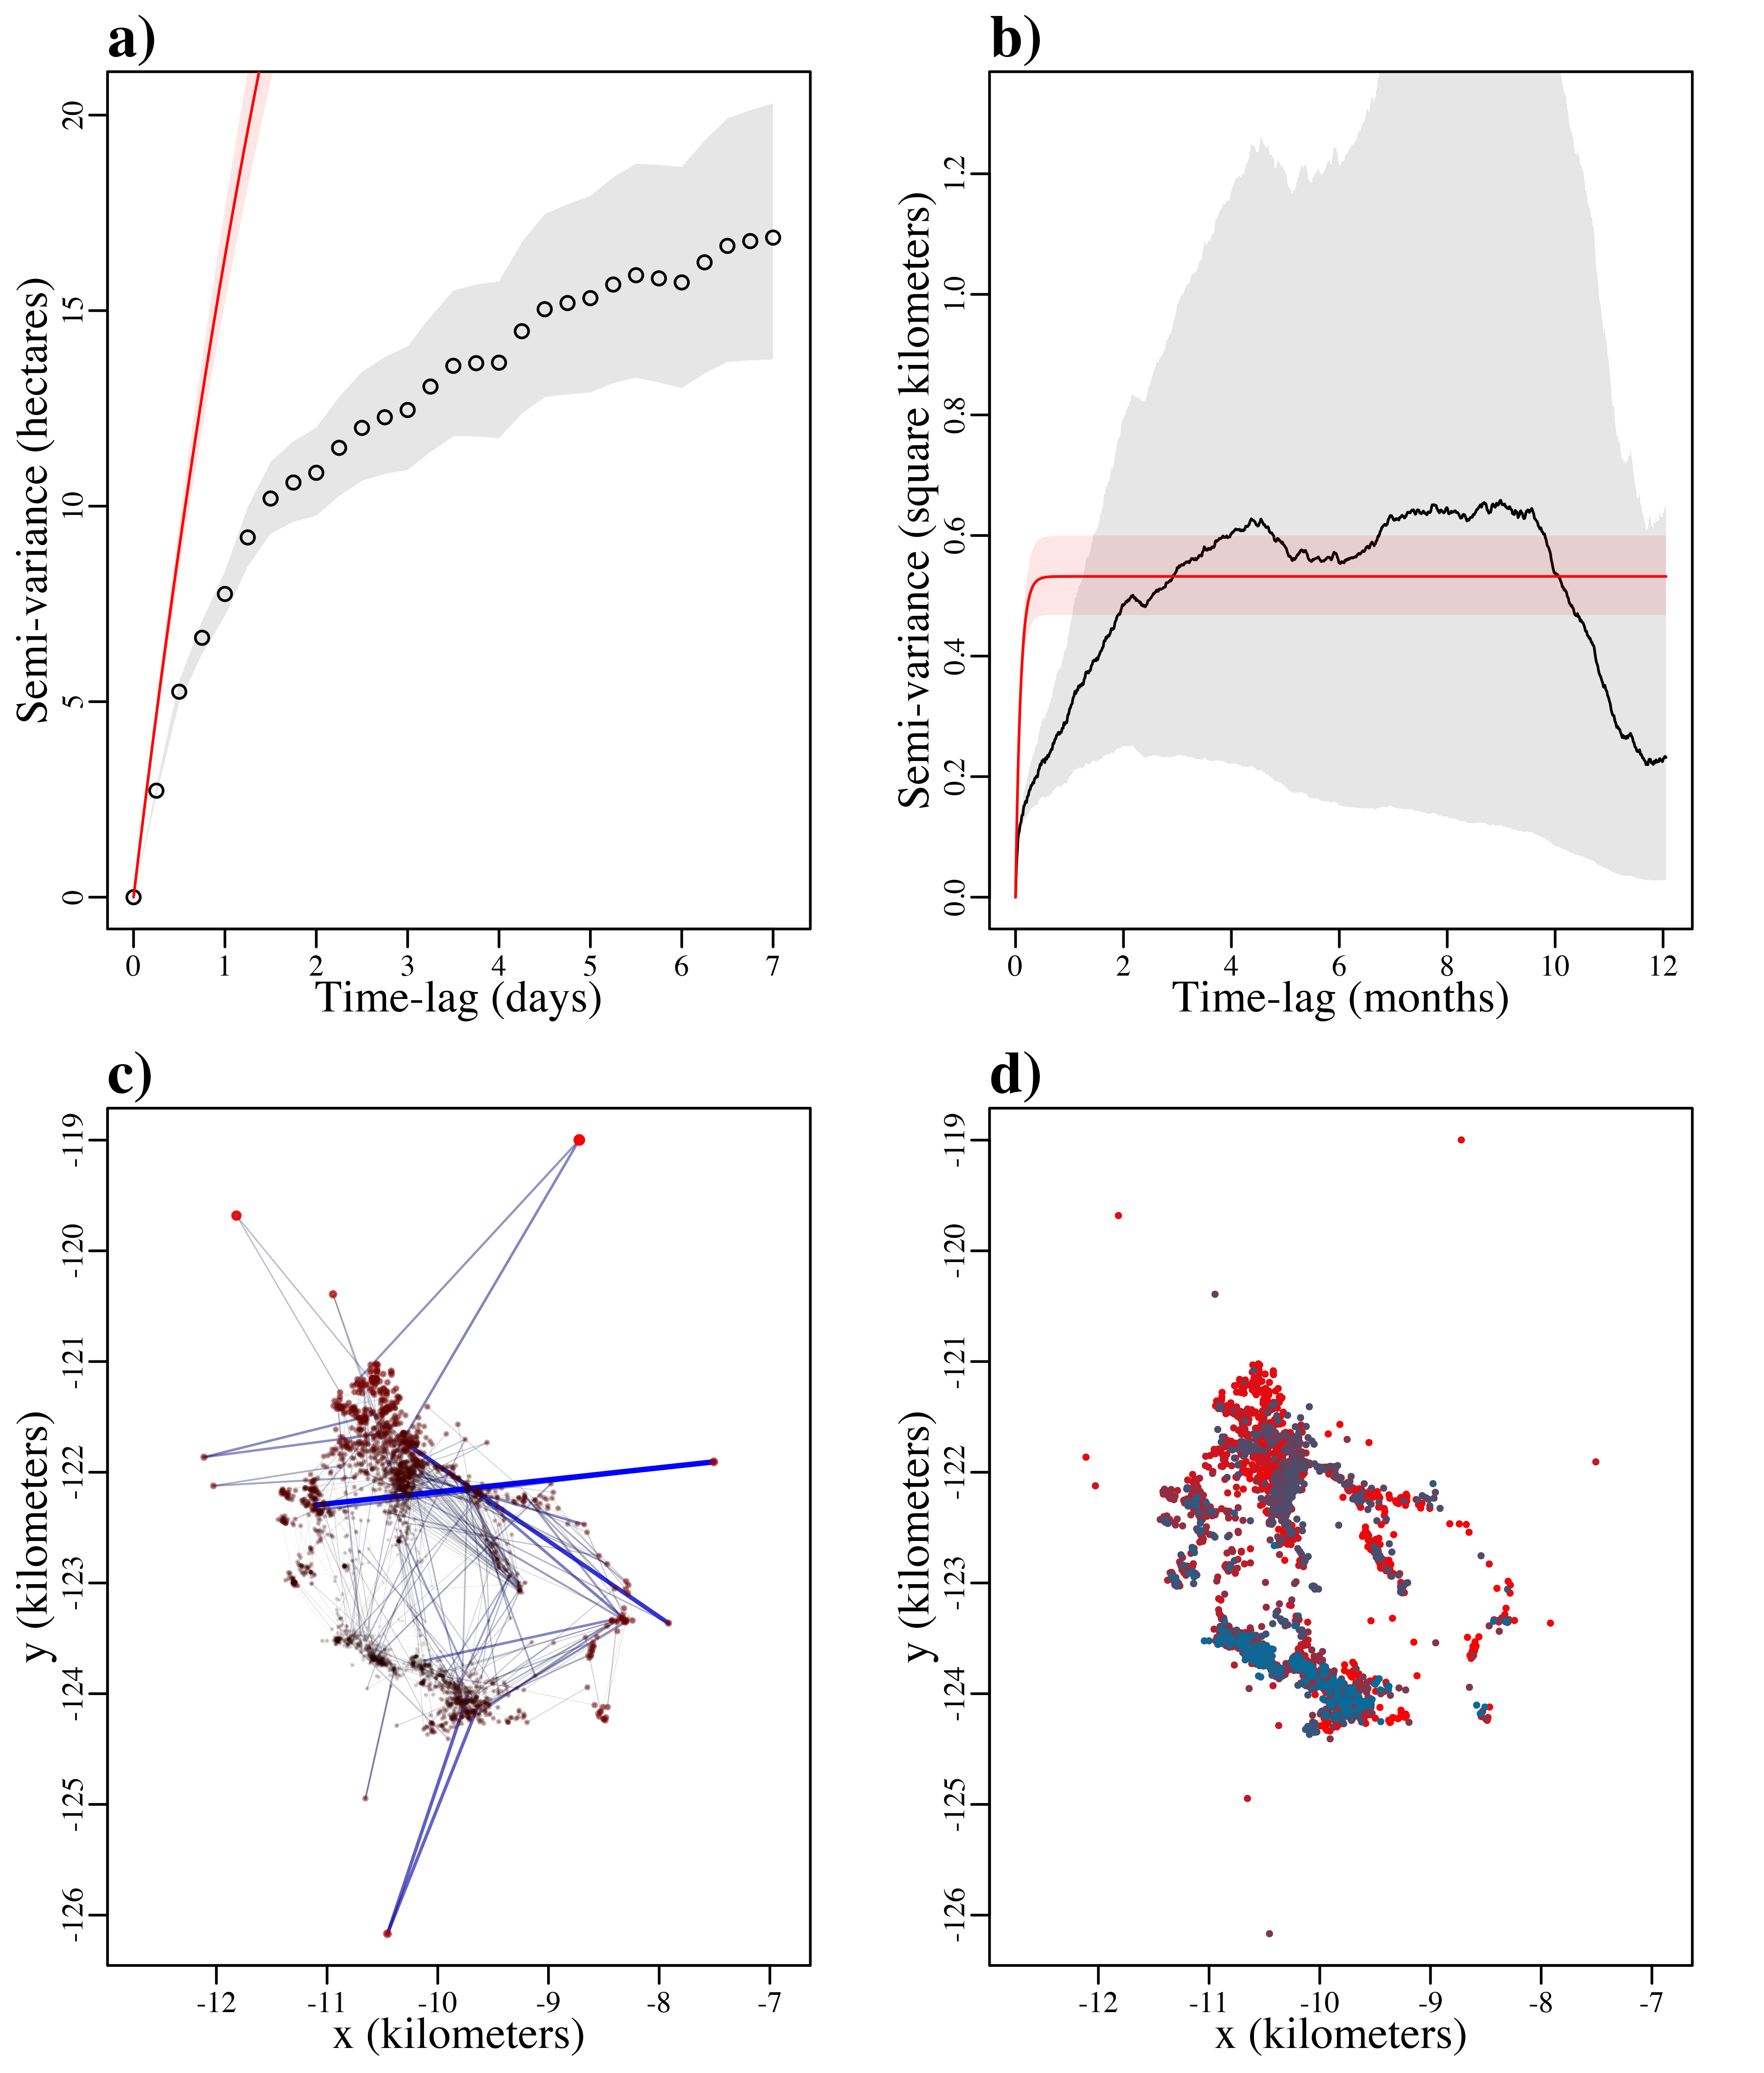 a)
Semi-variance (hectares)
0 5 10 15 20
0 1 2 3 4 5 6 7
Time-lag (days)
b)
Semi-variance (square kilometers)
0.0 0.2 0.4 0.6 0.8 1.0 1.2
0 2 4 6 8 10 12
Time-lag (months)
c)
y (kilometers)
-126 -125 -124 -123 -122 -121 -120 -119
-12 -11 -10 -9 -8 -7
x (kilometers)
d)
y (kilometers)
-126 -125 -124 -123 -122 -121 -120 -119
-12 -11 -10 -9 -8 -7
x (kilometers)